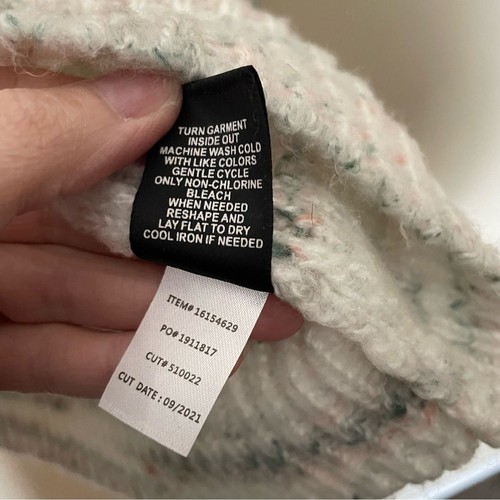 TURN GARMENT
INSIDE OUT
MACHINE WASH COLD
WITH LIKE COLORS
GENTLE CYCLE
ONLY NON-CHLORINE
BLEACH
WHEN NEEDED
RESHAPE AND
LAY FLAT TO DRY
COOL IRON IF NEEDED
ITEM# 16154629
PO# 1911817
CUT# 510022
CUT DATE : 09/2021